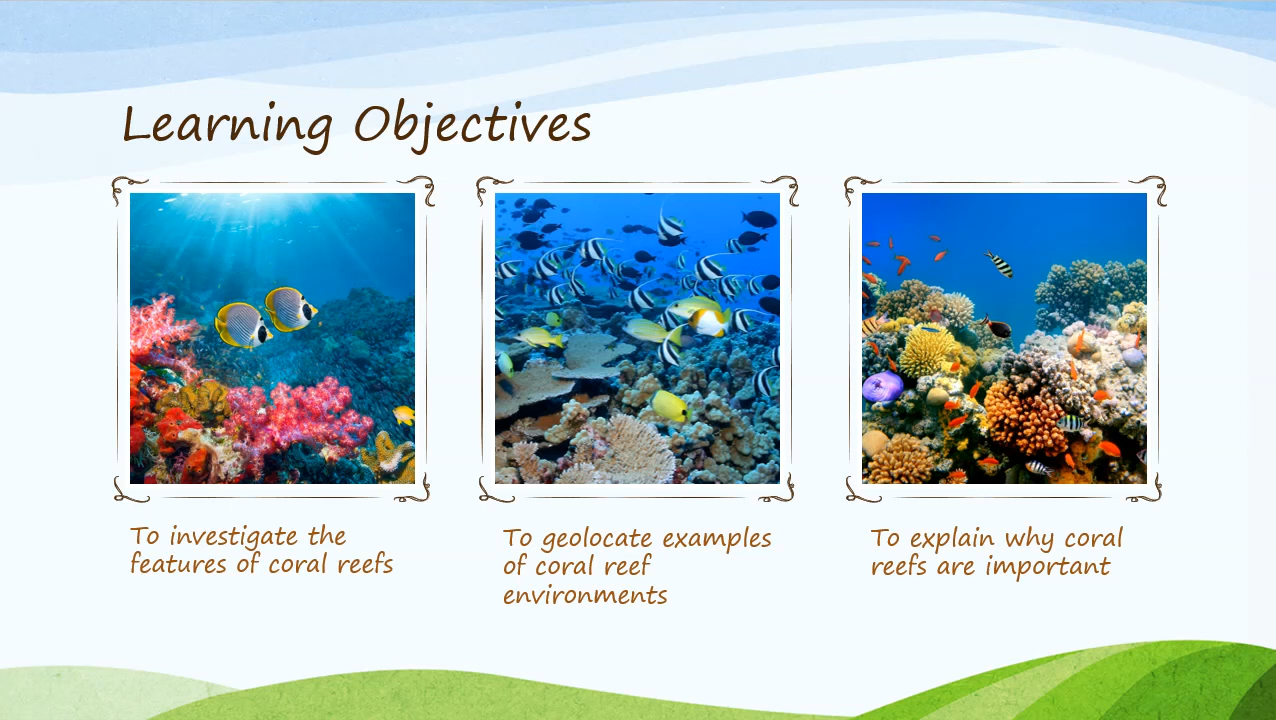 Learning Objectives
To investigate the
features of coral reefs
To geolocate examples
of coral reef
environments
To explain why coral
reefs are important